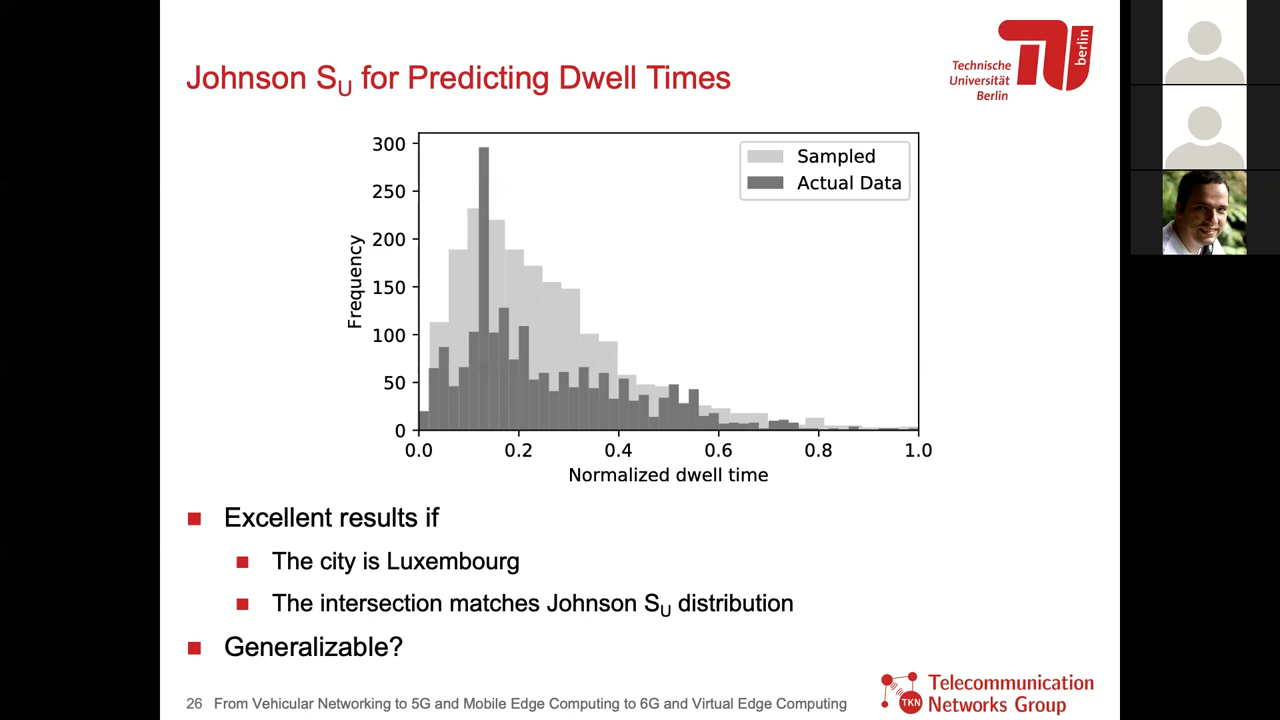 Johnson SU for Predicting Dwell Times
Technische
Universität
Berlin
berlin
Sampled
Actual Data
300
250
200
150
100
50
0
Frequency
0.0 0.2 0.4 0.6 0.8 1.0
Normalized dwell time
Excellent results if
The city is Luxembourg
The intersection matches Johnson SU distribution
Generalizable?
26 From Vehicular Networking to 5G and Mobile Edge Computing to 6G and Virtual Edge Computing
TKN
Telecommunication
Networks Group